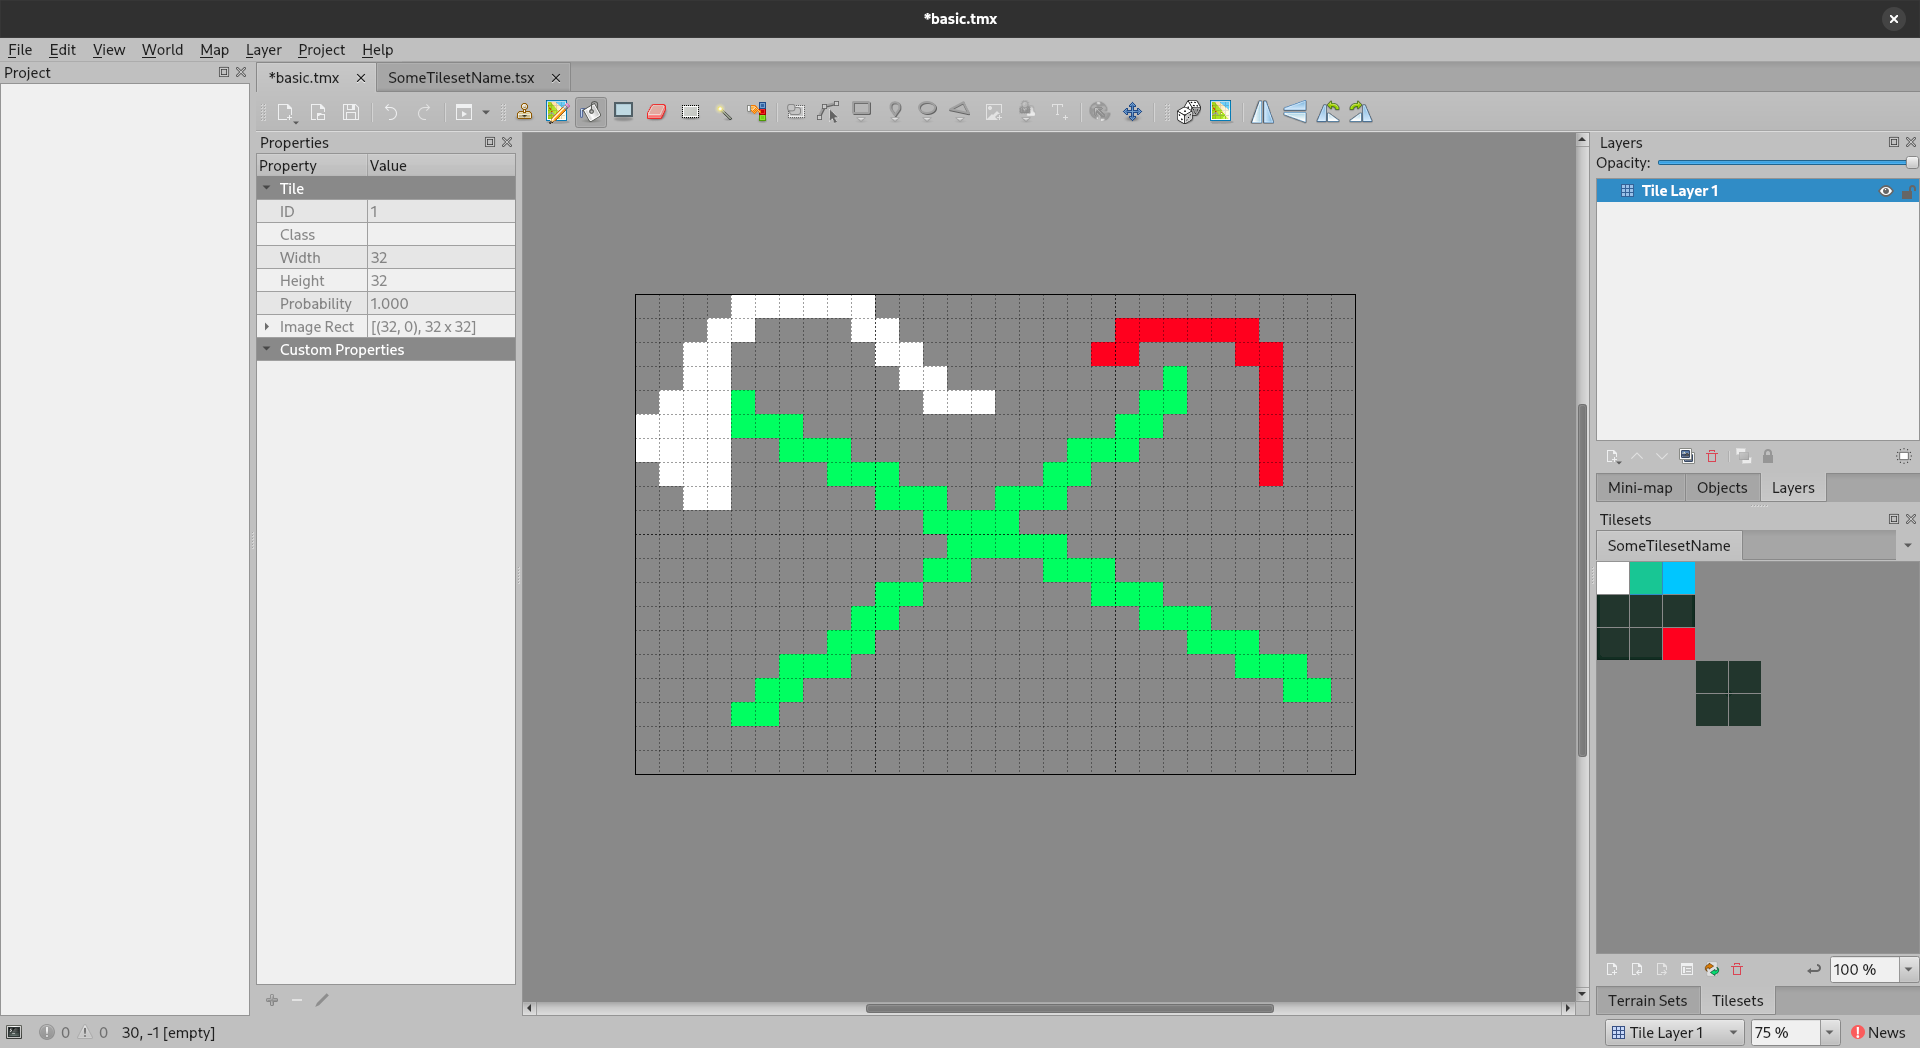 *basic.tmx
File Edit View World Map Layer Project Help
Project
*basic.tmx
SomeTilesetName.tsx
Properties
Property Value
Tile
ID 1
Class
Width 32
Height 32
Probability 1.000
Image Rect [(32, 0), 32 x 32]
Custom Properties
Layers
Opacity:
Tile Layer 1
Mini-map Objects Layers
Tilesets
SomeTilesetName
100 %
Terrain Sets Tilesets
0 0 30, -1 [empty]
Tile Layer 1 75 % News